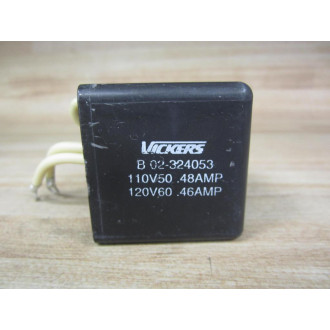 VICKERS
B 02-324053
110V50 .48AMP
120V60 .46AMP